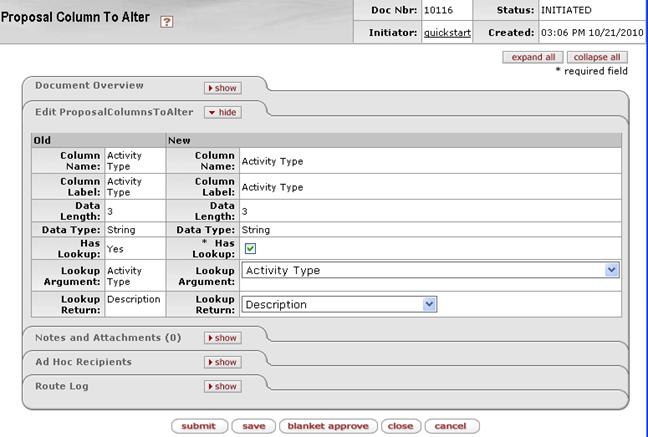 Proposal Column To Alter ?
Doc Nbr: 10116 Status: INITIATED
Initiator: quickstart Created: 03:06 PM 10/21/2010
expand all collapse all
* required field
Document Overview show
Edit ProposalColumnsToAlter hide
Old New
Column Name: Activity Type Column Name: Activity Type
Column Label: Activity Type Column Label: Activity Type
Data Length: 3 Data Length: 3
Data Type: String Data Type: String
Has Lookup: Yes * Has Lookup:
Lookup Argument: Activity Type Lookup Argument: Activity Type
Lookup Return: Description Lookup Return: Description
Notes and Attachments (0) show
Ad Hoc Recipients show
Route Log show
submit save blanket approve close cancel